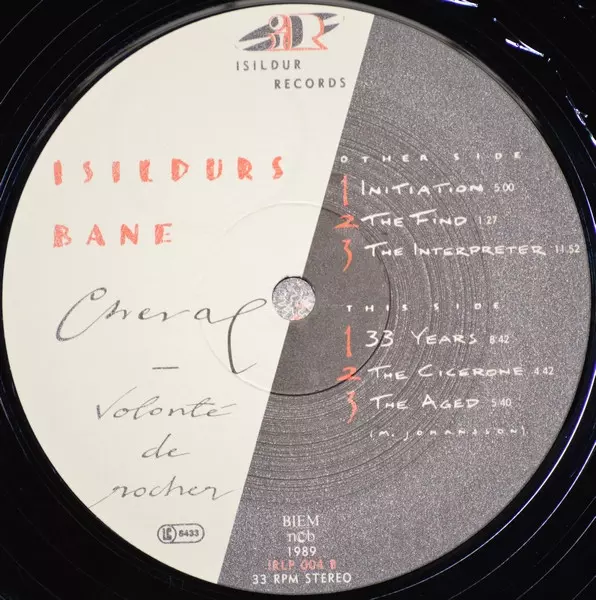 ISILDUR
RECORDS
ISILDURS
BANE
Cheval
–
Volonté
de
rocher
LC 6433
OTHER SIDE
1 INITIATION 5:00
2 THE FIND 1:27
3 THE INTERPRETER 11:52
THIS SIDE
1 33 YEARS 8:42
2 THE CICERONE 4:42
3 THE AGED 5:40
(M. JOHANSSON)
BIEM
ncb
1989
IRLP 004 B
33 RPM STEREO